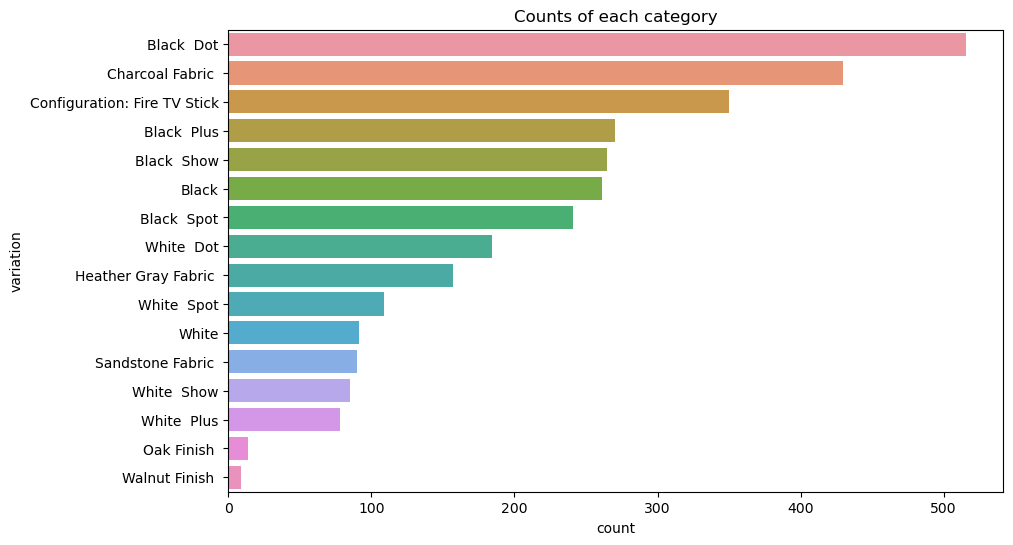 Counts of each category
Black  Dot
Charcoal Fabric
Configuration: Fire TV Stick
Black  Plus
Black  Show
Black
Black  Spot
White  Dot
Heather Gray Fabric
White  Spot
White
Sandstone Fabric
White  Show
White  Plus
Oak Finish
Walnut Finish
variation
0 100 200 300 400 500
count